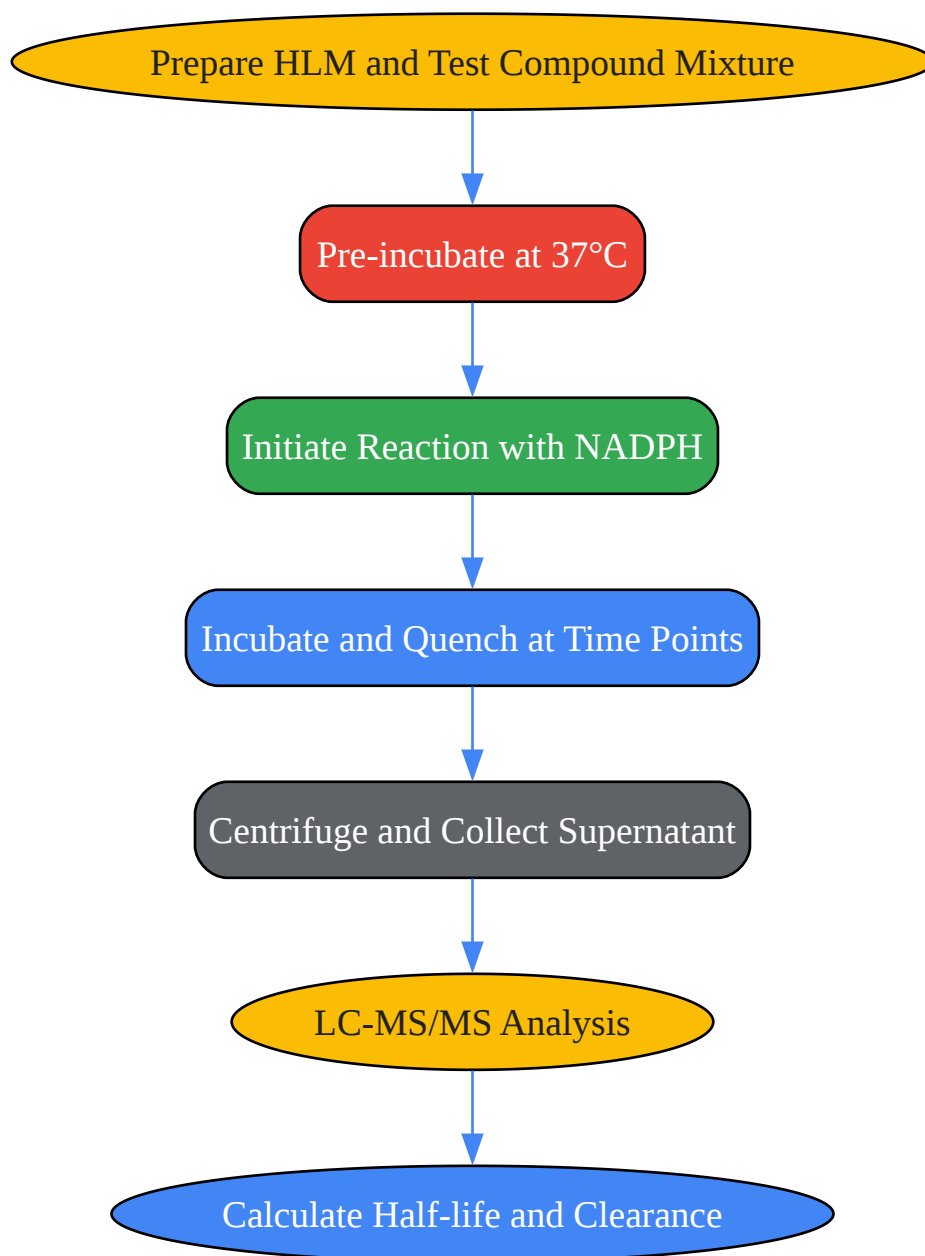 Prepare HLM and Test Compound Mixture
Pre-incubate at 37°C
Initiate Reaction with NADPH
Incubate and Quench at Time Points
Centrifuge and Collect Supernatant
LC-MS/MS Analysis
Calculate Half-life and Clearance